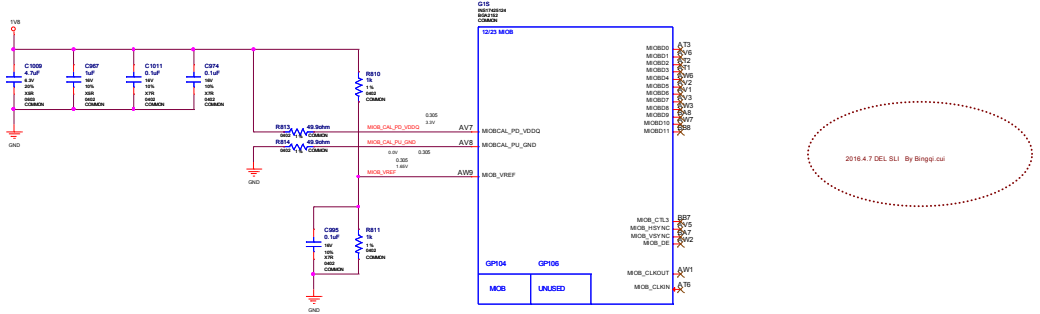 G1S
BGA2152
COMMON
1V8
12/23 MIOB
C1009
4.7uF
6.3V
20%
X5R
0603
COMMON
C967
1uF
16V
10%
X5R
0402
COMMON
C1011
0.1uF
16V
10%
X7R
0402
COMMON
C974
0.1uF
16V
10%
X7R
0402
COMMON
R810
1k
1%
0402
COMMON
GND
R813
49.9ohm
0402
1%
COMMON
R814
49.9ohm
0402
1%
COMMON
GND
0.305
3.3V
MIOB_CAL_PD_VDDQ
AV7
MIOBCAL_PD_VDDQ
MIOB_CAL_PU_GND
AV8
MIOBCAL_PU_GND
0.0V
0.305
0.305
1.65V
MIOB_VREF
AW9
MIOB_VREF
C995
0.1uF
16V
10%
X7R
0402
COMMON
R811
1k
1%
0402
COMMON
GND
MIOBD0
AT3
MIOBD1
AV6
MIOBD2
AT2
MIOBD3
AT1
MIOBD4
AW6
MIOBD5
AV2
MIOBD6
AV1
MIOBD7
AV3
MIOBD8
AW3
MIOBD9
BA8
MIOBD10
AW7
MIOBD11
BB8
MIOB_CTL3
BB7
MIOB_HSYNC
AV5
MIOB_VSYNC
BA7
MIOB_DE
AW2
MIOB_CLKOUT
AW1
MIOB_CLKIN
AT6
GP104
GP106
MIOB
UNUSED
2016.4.7 DEL SLI By Bingqi.cui